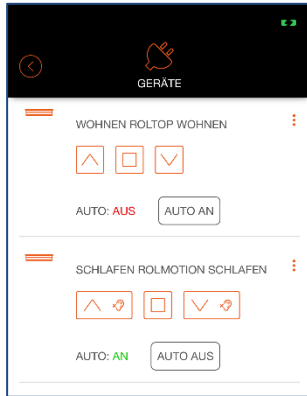 GERÄTE
WOHNEN ROLTOP WOHNEN
AUTO: AUS AUTO AN
SCHLAFEN ROLMOTION SCHLAFEN
AUTO: AN AUTO AUS